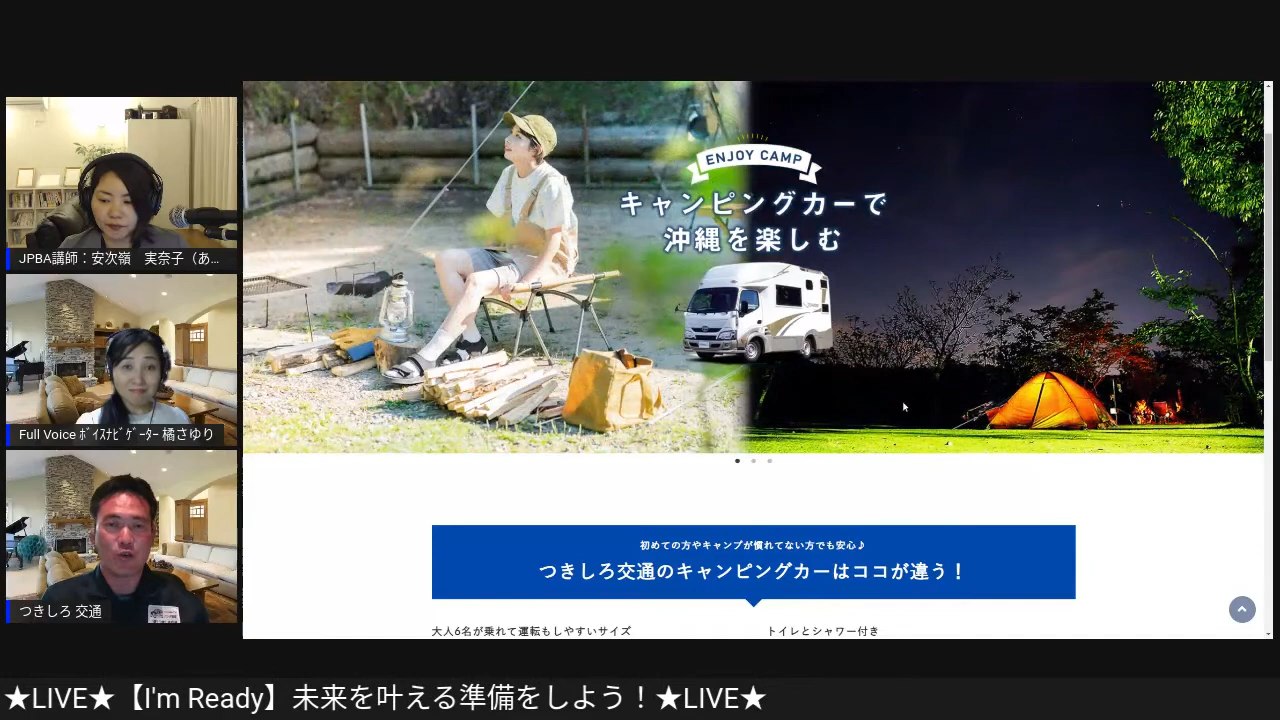 JPBA講師：安次嶺　実奈子（あ...
Full Voice ﾎﾞｲｽﾅﾋﾞｹﾞｰﾀｰ 橘さゆり
つきしろ 交通
ENJOY CAMP
キャンピングカーで
沖縄を楽しむ
初めての方やキャンプが慣れてない方でも安心♪
つきしろ交通のキャンピングカーはココが違う！
大人6名が乗れて運転もしやすいサイズ
トイレとシャワー付き
★LIVE★【I'm Ready】未来を叶える準備をしよう！★LIVE★